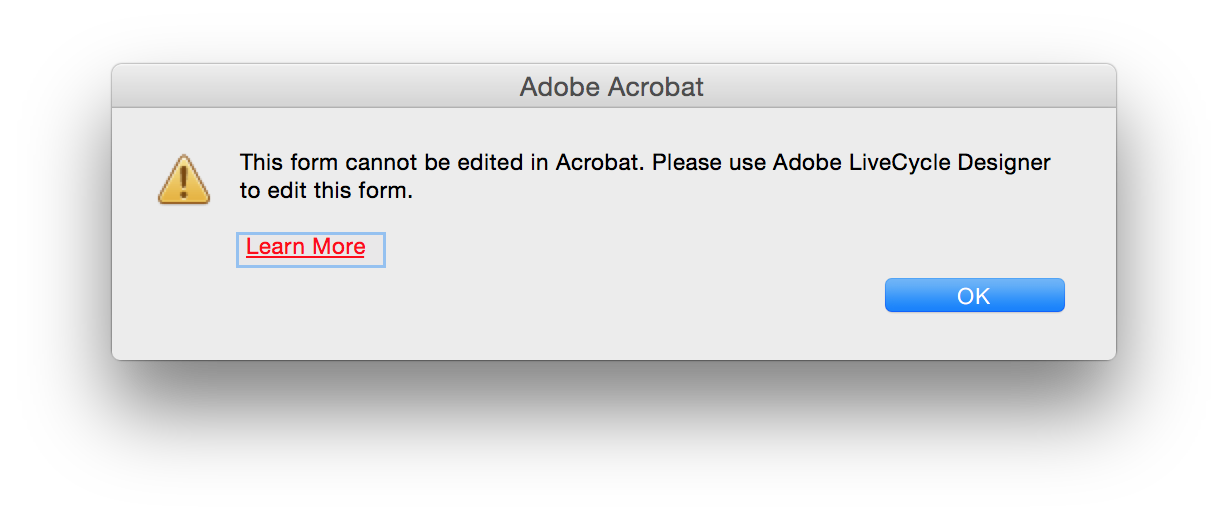 Adobe Acrobat
This form cannot be edited in Acrobat. Please use Adobe LiveCycle Designer
to edit this form.
Learn More
OK